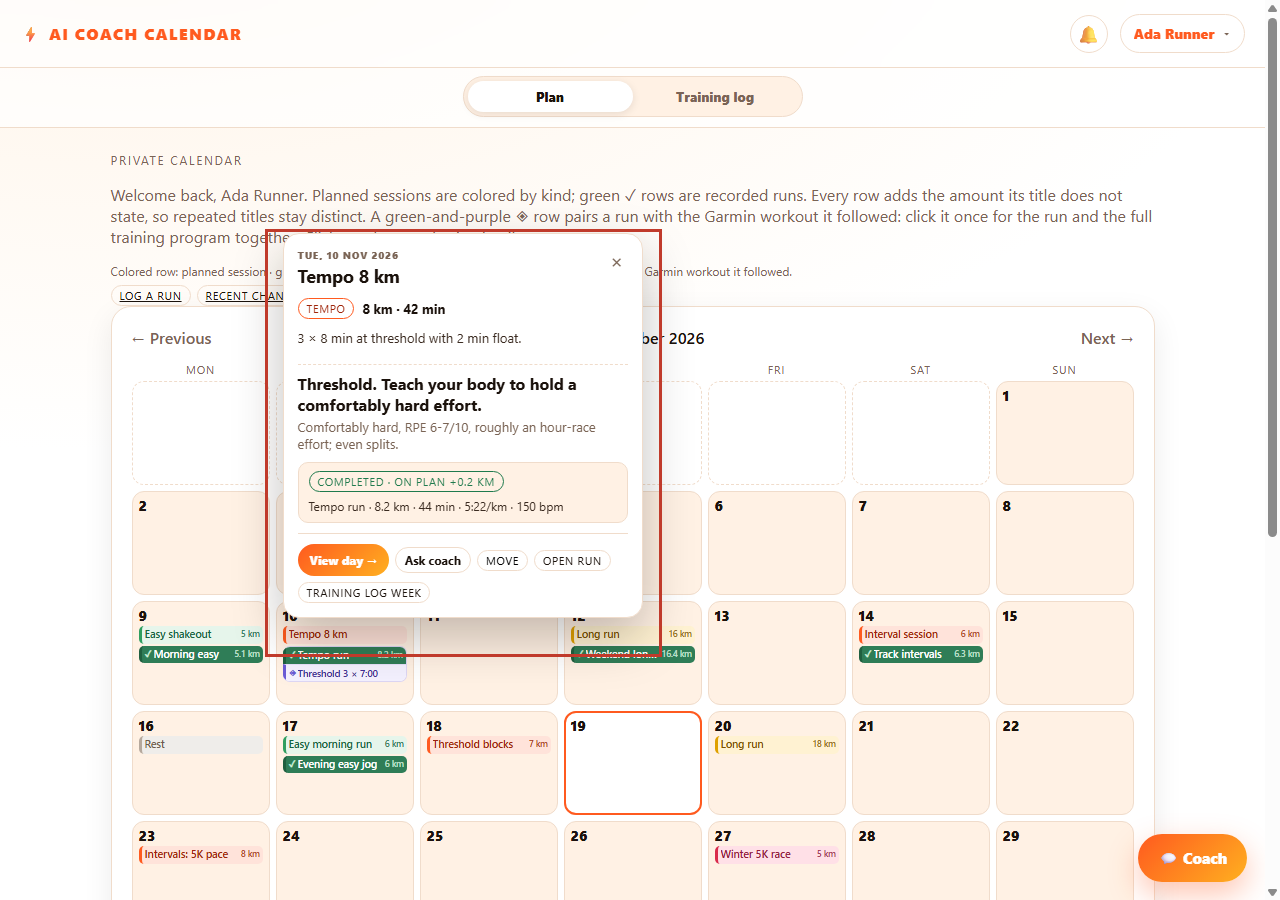 AI COACH CALENDAR
Ada Runner
Plan
Training log
PRIVATE CALENDAR
Welcome back, Ada Runner. Planned sessions are colored by kind; green ✓ rows are recorded runs. Every row adds the amount its title does not
state, so repeated titles stay distinct. A green-and-purple ◈ row pairs a run with the Garmin workout it followed: click it once for the run and the full
training program together.
Colored row: planned session · g
Garmin workout it followed.
LOG A RUN
RECENT CHAN
TUE, 10 NOV 2026
×
Tempo 8 km
TEMPO 8 km · 42 min
3 × 8 min at threshold with 2 min float.
Threshold. Teach your body to hold a
comfortably hard effort.
Comfortably hard, RPE 6-7/10, roughly an hour-race
effort; even splits.
COMPLETED · ON PLAN +0.2 KM
Tempo run · 8.2 km · 44 min · 5:22/km · 150 bpm
View day → Ask coach MOVE OPEN RUN
TRAINING LOG WEEK
← Previous
ber 2026
Next →
MON
FRI
SAT
SUN
1
2
6
7
8
9
Easy shakeout 5 km
✓ Morning easy 5.1 km
10
Tempo 8 km
✓ Tempo run 8.2 km
◈ Threshold 3 × 7:00
11
12
Long run 16 km
✓ Weekend lon... 16.4 km
13
14
Interval session 6 km
✓ Track intervals 6.3 km
15
16
Rest
17
Easy morning run 6 km
✓ Evening easy jog 6 km
18
Threshold blocks 7 km
19
20
Long run 18 km
21
22
23
Intervals: 5K pace 8 km
24
25
26
27
Winter 5K race 5 km
28
29
Coach